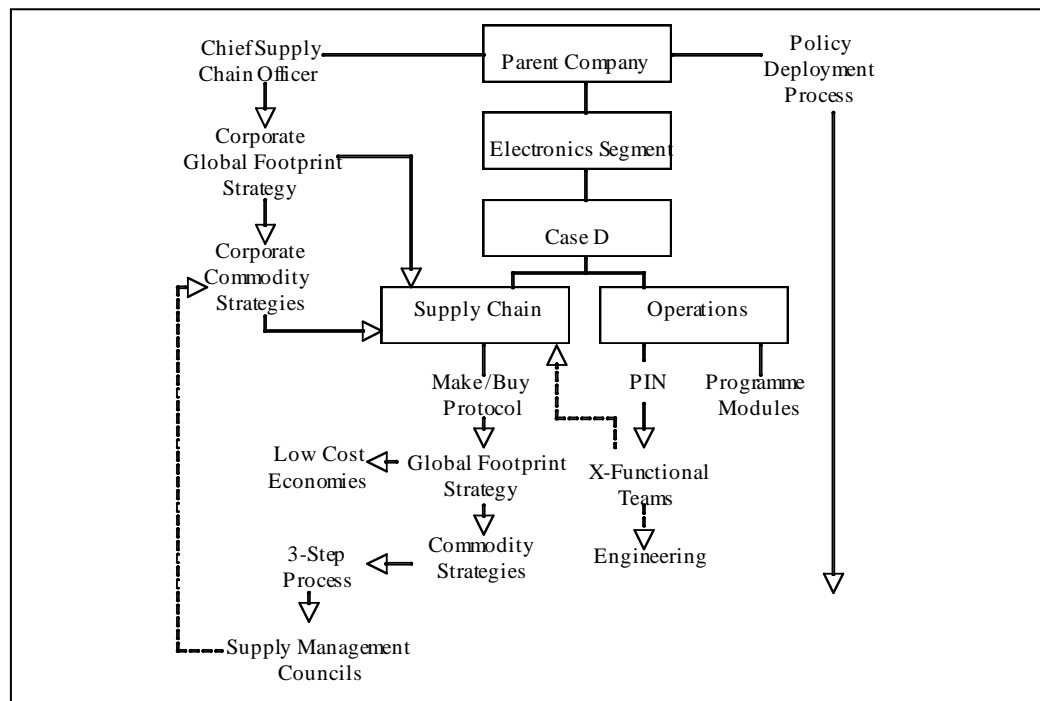 Chief Supply
Chain Officer
Parent Company
Policy
Deployment
Process
Corporate
Global Footprint
Strategy
Electronics Segment
Case D
Corporate
Commodity
Strategies
Supply Chain
Operations
Make/Buy
Protocol
PIN
Programme
Modules
Low Cost
Economies
Global Footprint
Strategy
X-Functional
Teams
3-Step
Process
Commodity
Strategies
Engineering
Supply Management
Councils